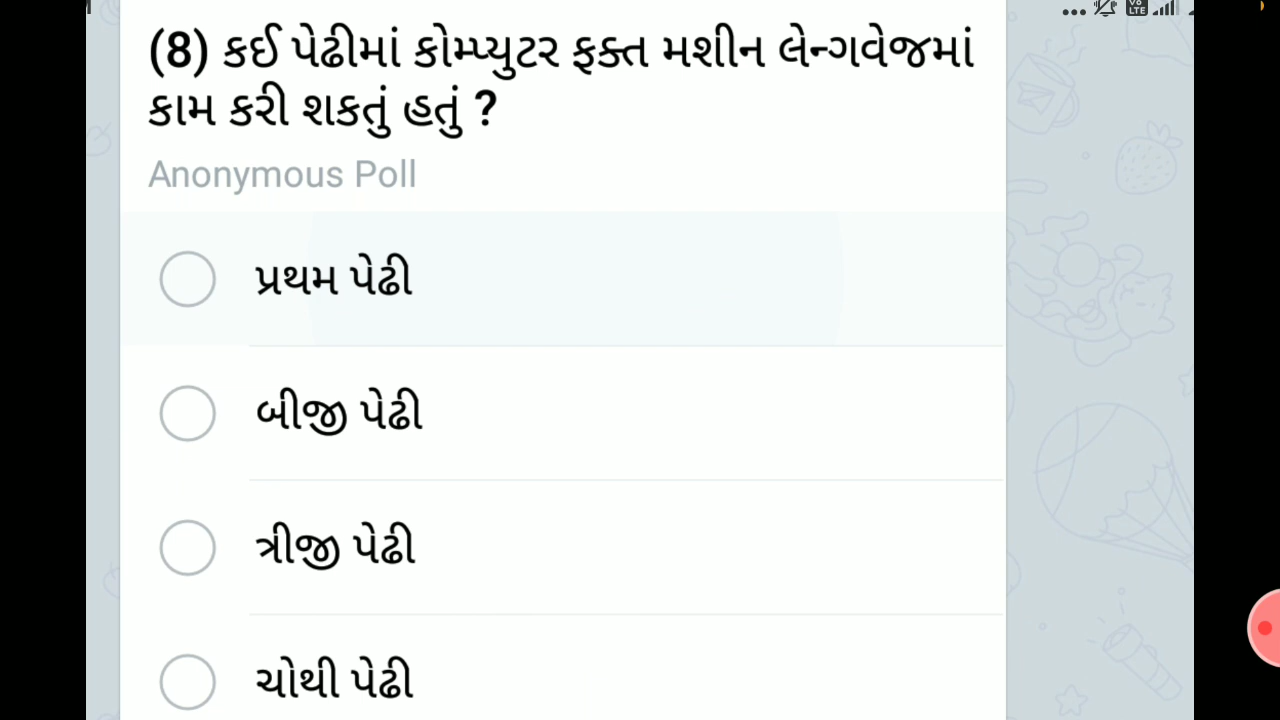 (8) કઈ પેઢીમાં કોમ્પ્યુટર ફક્ત મશીન લેન્ગવેજમાં
કામ કરી શકતું હતું ?
Anonymous Poll
પ્રથમ પેઢી
બીજી પેઢી
ત્રીજી પેઢી
ચોથી પેઢી